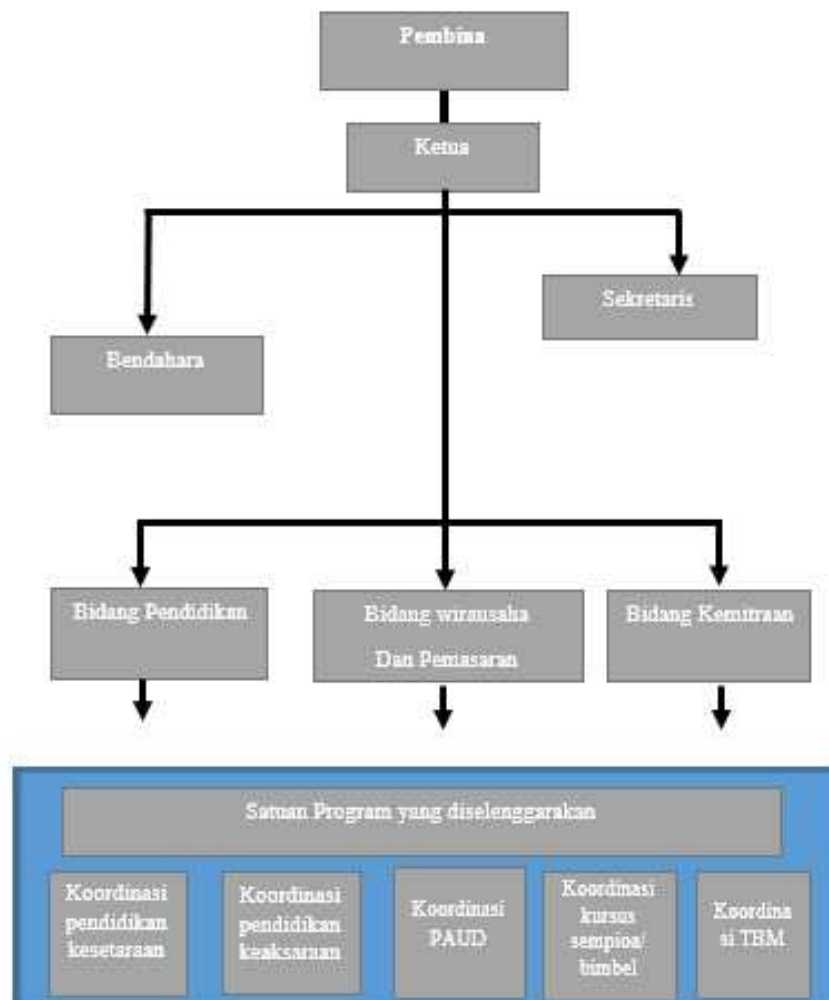 Pembina
Ketua
Sekretaris
Bendahara
Bidang Pendidikan
Bidang wirausaha
Dan Pemasaran
Bidang Kemitraan
Satuan Program yang diselenggarakan
Koordinasi
pendidikan
kesetaraan
Koordinasi
pendidikan
keaksaraan
Koordinasi
PAUD
Koordinasi
kursus
sempioa/
bimbel
Koordina
si TBM